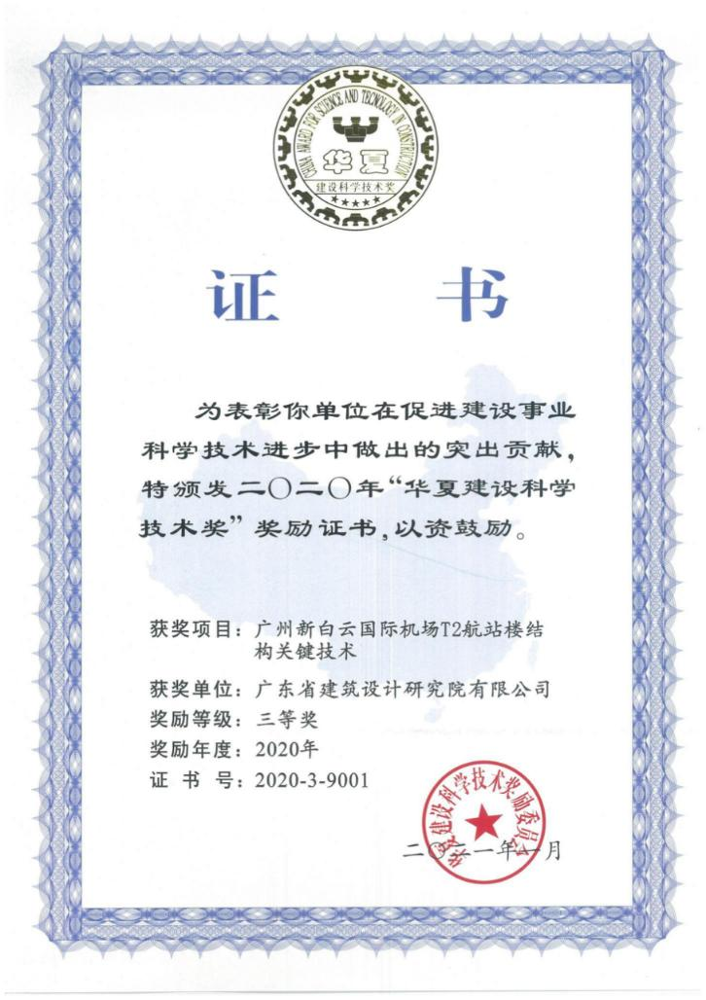 CHINA AWARD FOR SCIENCE AND TECNOLOGY IN CONSTRUCTION
华夏
建设科学技术奖
证 书
为表彰你单位在促进建设事业
科学技术进步中做出的突出贡献，
特颁发二〇二〇年“华夏建设科学
技术奖”奖励证书，以资鼓励。
获奖项目：广州新白云国际机场T2航站楼结
构关键技术
获奖单位：广东省建筑设计研究院有限公司
奖励等级：三等奖
奖励年度：2020年
证 书 号：2020-3-9001
华夏建设科学技术奖励委员会
二〇二一年一月